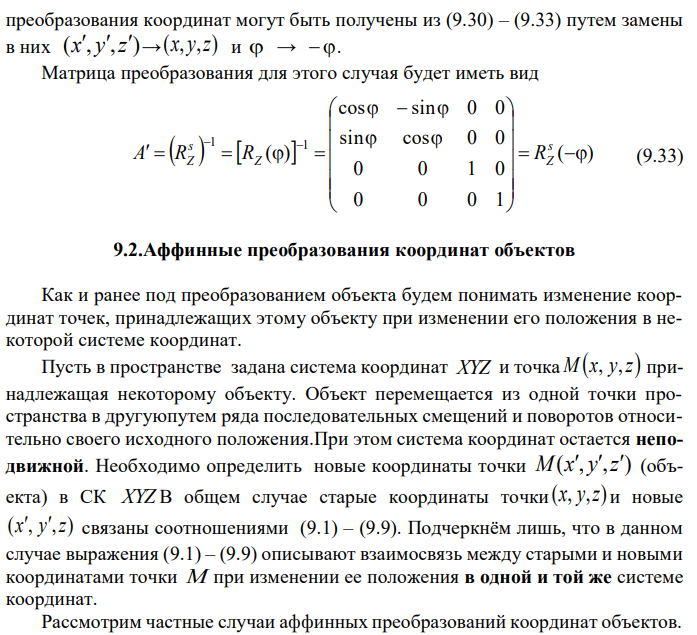 преобразования координат могут быть получены из (9.30) – (9.33) путем замены
в них (x′, y′, z′)→(x, y, z) и φ → –φ.
Матрица преобразования для этого случая будет иметь вид
A′ = (R_Z^s)^{-1} = [R_Z(φ)]^{-1} = (cosφ – sinφ 0 0; sinφ cosφ 0 0; 0 0 1 0; 0 0 0 1) = R_Z^s(–φ) (9.33)
9.2.Аффинные преобразования координат объектов
Как и ранее под преобразованием объекта будем понимать изменение коор-
динат точек, принадлежащих этому объекту при изменении его положения в не-
которой системе координат.
Пусть в пространстве задана система координат XYZ и точка M(x, y, z) при-
надлежащая некоторому объекту. Объект перемещается из одной точки про-
странства в другуюпутем ряда последовательных смещений и поворотов относи-
тельно своего исходного положения.При этом система координат остается непо-
движной. Необходимо определить новые координаты точки M(x′, y′, z′) (объ-
екта) в СК XYZ В общем случае старые координаты точки (x, y, z) и новые
(x′, y′, z) связаны соотношениями (9.1) – (9.9). Подчеркнём лишь, что в данном
случае выражения (9.1) – (9.9) описывают взаимосвязь между старыми и новыми
координатами точки M при изменении ее положения в одной и той же системе
координат.
Рассмотрим частные случаи аффинных преобразований координат объектов.